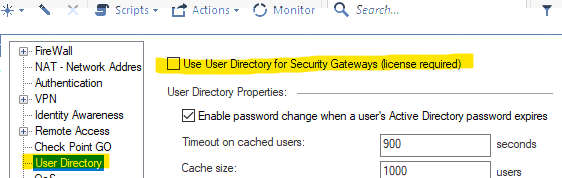 Scripts Actions Monitor Search...
FireWall
NAT - Network Addres
Authentication
VPN
Identity Awareness
Remote Access
Check Point GO
User Directory
QoS
Use User Directory for Security Gateways (license required)
User Directory Properties:
Enable password change when a user's Active Directory password expires
Timeout on cached users: 900 seconds
Cache size: 1000 users